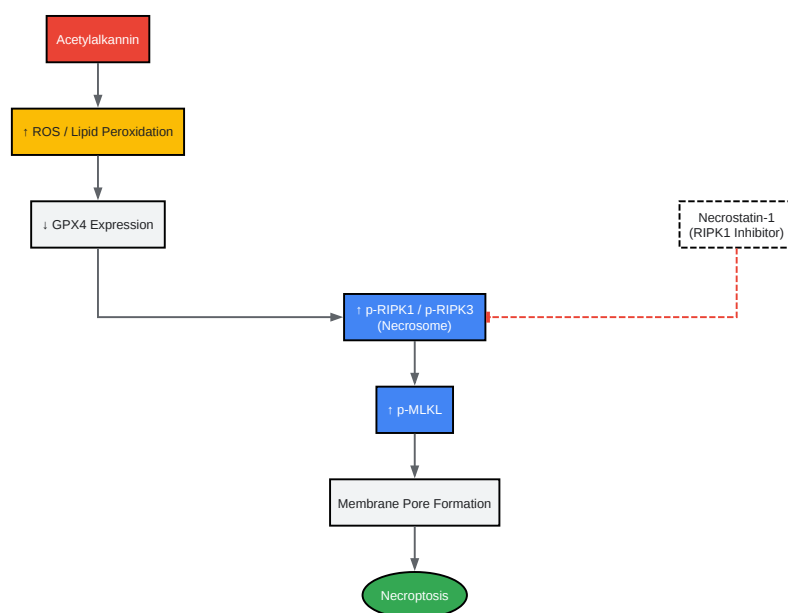 Acetylalkannin
↑ ROS / Lipid Peroxidation
↓ GPX4 Expression
Necrostatin-1
(RIPK1 Inhibitor)
↑ p-RIPK1 / p-RIPK3
(Necrosome)
↑ p-MLKL
Membrane Pore Formation
Necroptosis